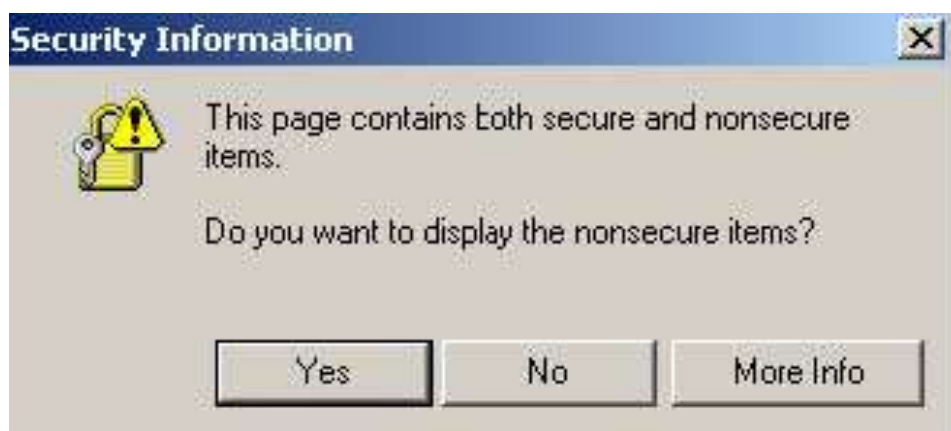 Security Information
This page contains both secure and nonsecure
items.
Do you want to display the nonsecure items?
Yes No More Info